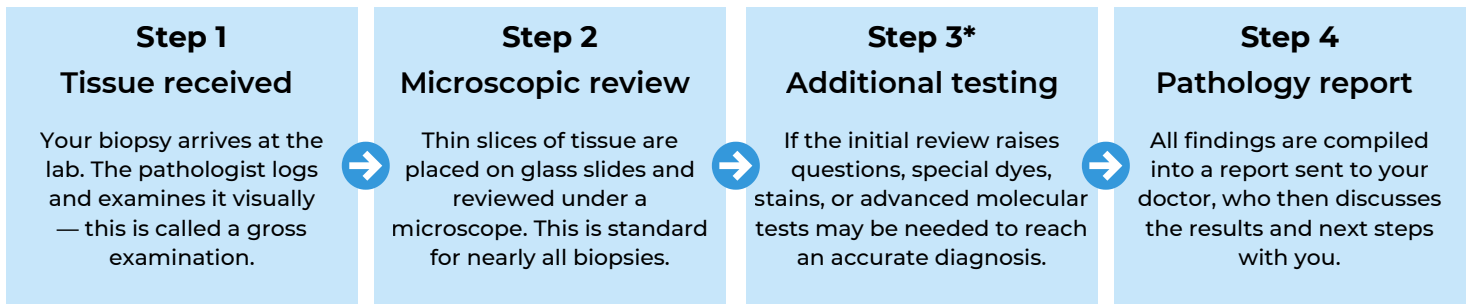 Step 1
Tissue received
Your biopsy arrives at the
lab. The pathologist logs
and examines it visually
— this is called a gross
examination.
Step 2
Microscopic review
Thin slices of tissue are
placed on glass slides and
reviewed under a
microscope. This is standard
for nearly all biopsies.
Step 3*
Additional testing
If the initial review raises
questions, special dyes,
stains, or advanced molecular
tests may be needed to reach
an accurate diagnosis.
Step 4
Pathology report
All findings are compiled
into a report sent to your
doctor, who then discusses
the results and next steps
with you.